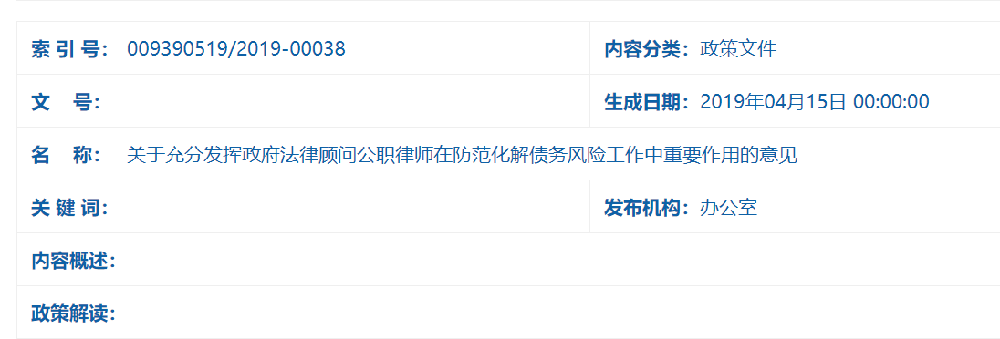 索 引 号： 009390519/2019-00038 内容分类：政策文件
文 号： 生成日期：2019年04月15日 00:00:00
名 称： 关于充分发挥政府法律顾问公职律师在防范化解债务风险工作中重要作用的意见
关 键 词： 发布机构：办公室
内容概述：
政策解读：